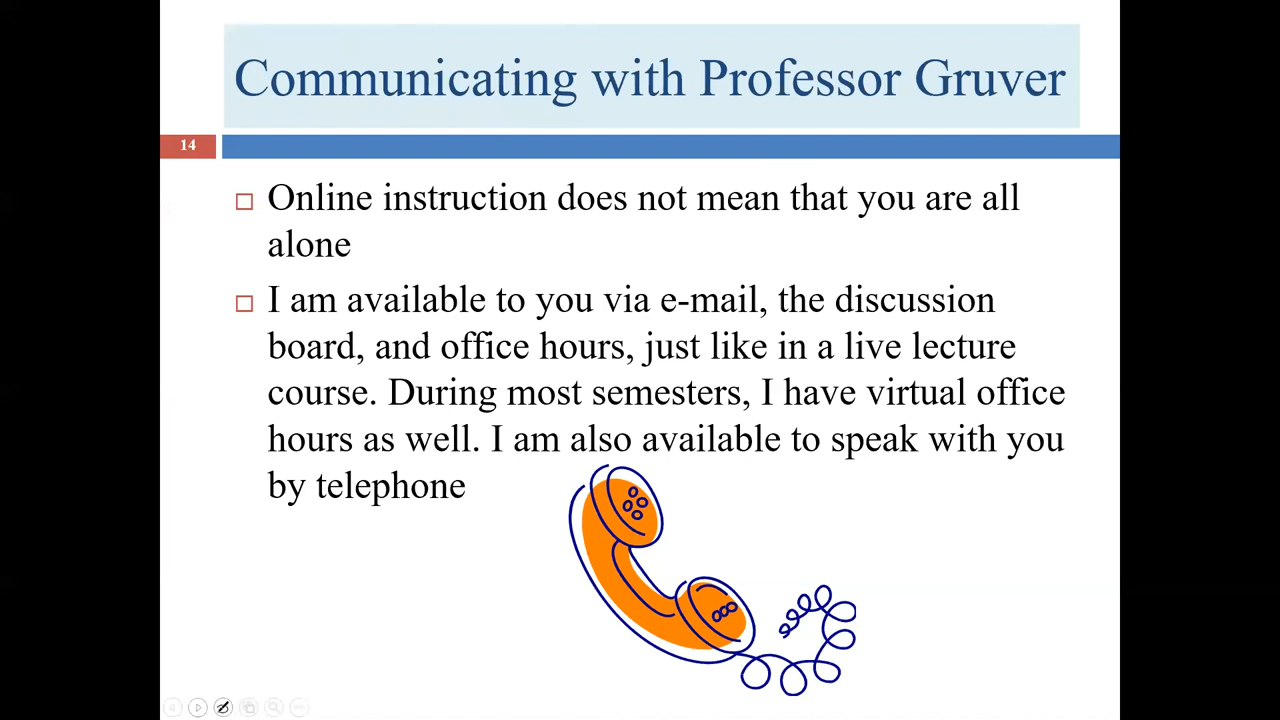 Communicating with Professor Gruver
14
Online instruction does not mean that you are all
alone
I am available to you via e-mail, the discussion
board, and office hours, just like in a live lecture
course. During most semesters, I have virtual office
hours as well. I am also available to speak with you
by telephone